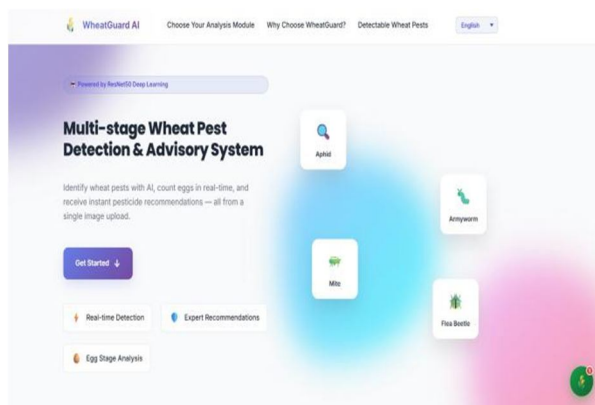 WheatGuard AI
Choose Your Analysis Module
Why Choose WheatGuard?
Detectable Wheat Pests
English
Powered by ResNet50 Deep Learning
Multi-stage Wheat Pest
Detection & Advisory System
Identify wheat pests with AI, count eggs in real-time, and
receive instant pesticide recommendations — all from a
single image upload.
Get Started
Real-time Detection
Expert Recommendations
Egg Stage Analysis
Aphid
Armyworm
Mite
Flea Beetle